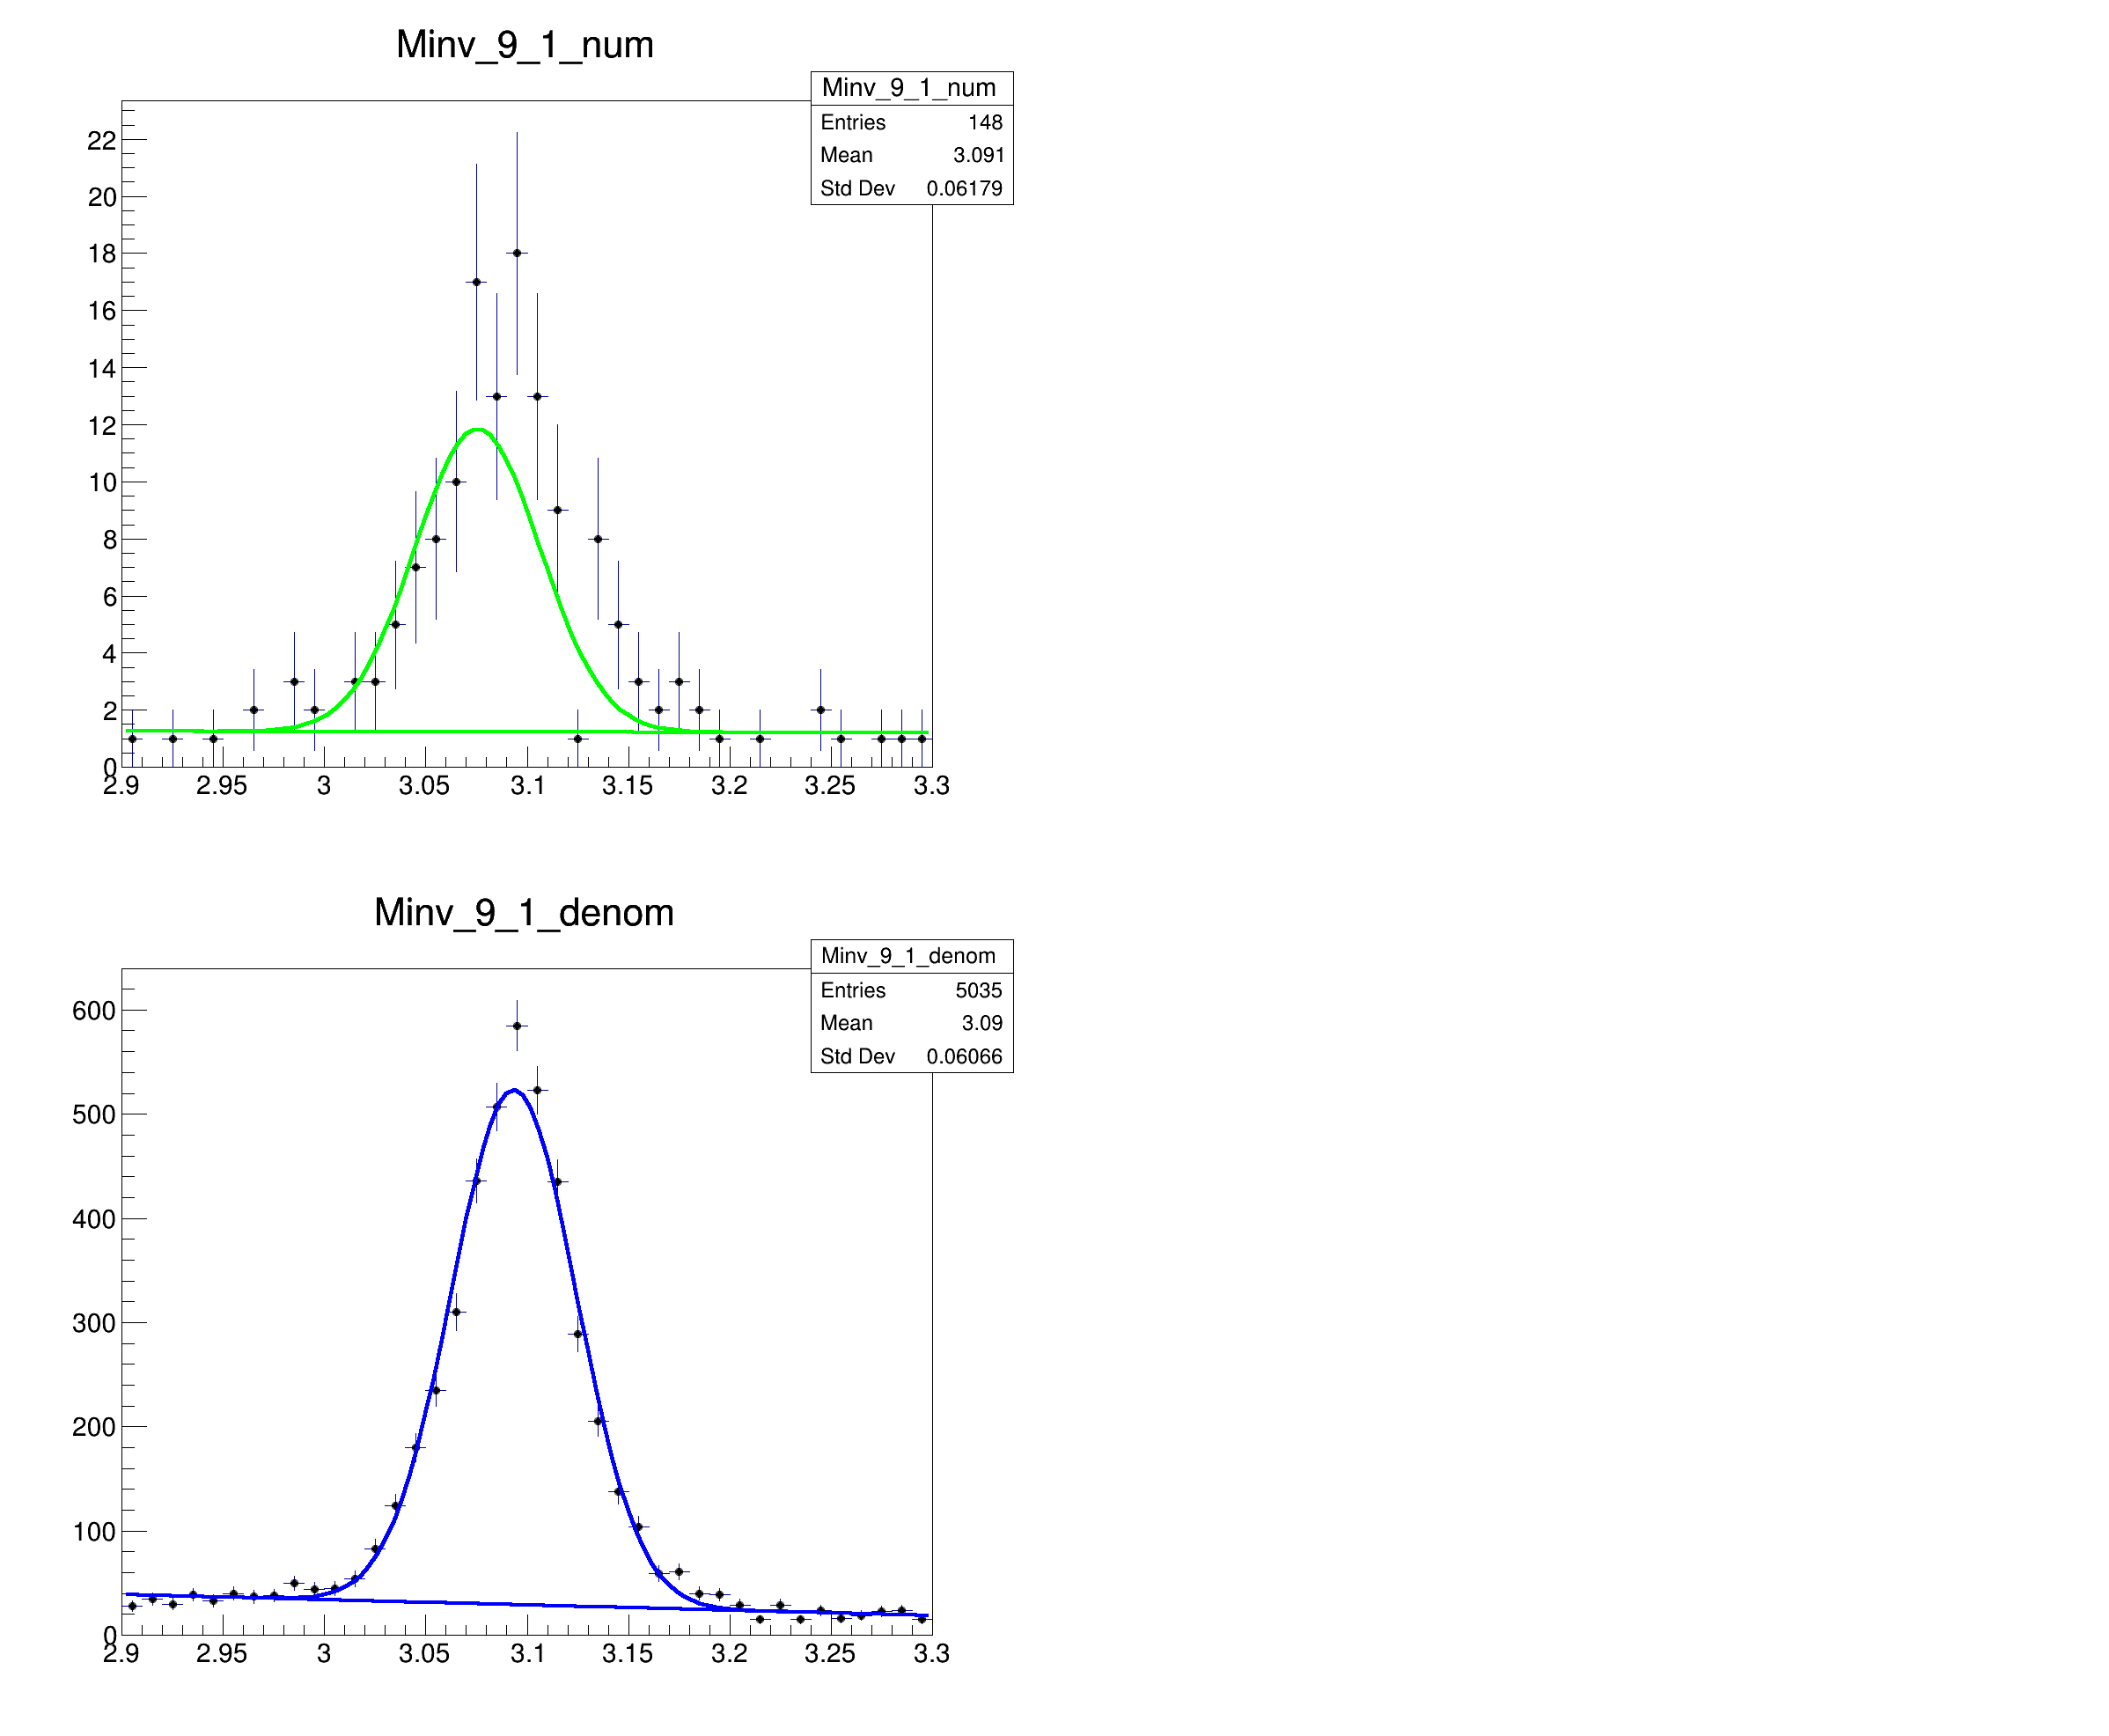 Minv_9_1_num
Minv_9_1_num
Entries 148
Mean 3.091
Std Dev 0.06179
22
20
18
16
14
12
10
8
6
4
2
0
2.9 2.95 3 3.05 3.1 3.15 3.2 3.25 3.3
Minv_9_1_denom
Minv_9_1_denom
Entries 5035
Mean 3.09
Std Dev 0.06066
600
500
400
300
200
100
0
2.9 2.95 3 3.05 3.1 3.15 3.2 3.25 3.3